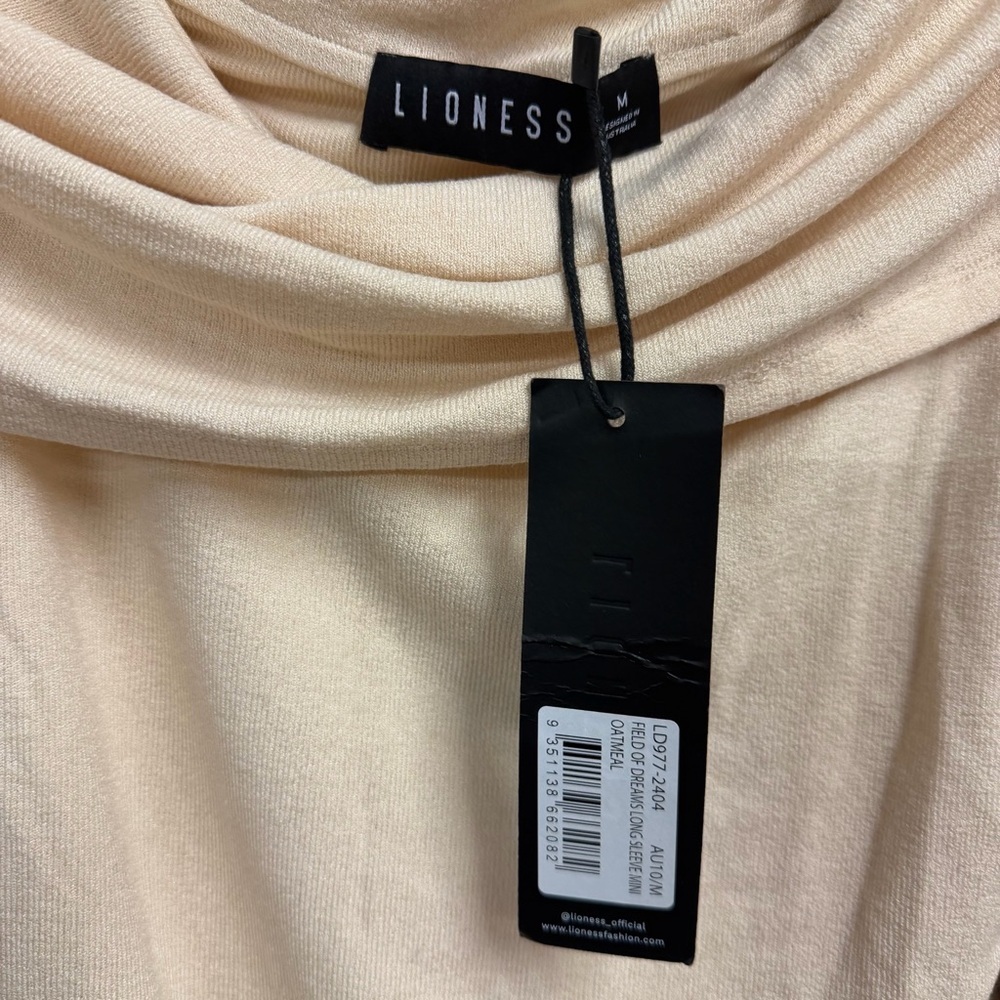 LIONESS
M
DESIGNED IN
AUSTRALIA
LD977-2404 AU10/M
FIELD OF DREAMS LONG SLEEVE MINI
OATMEAL
9 351138 662082
@lioness_official
www.lionessfashion.com